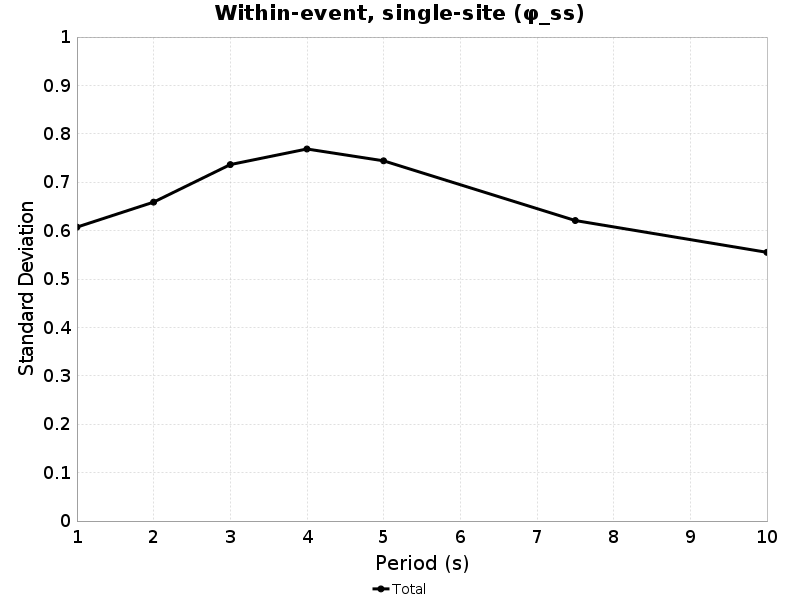 Within-event, single-site (φ_ss)
1
0.9
0.8
0.7
0.6
0.5
0.4
0.3
0.2
0.1
0
Standard Deviation
1 2 3 4 5 6 7 8 9 10
Period (s)
Total